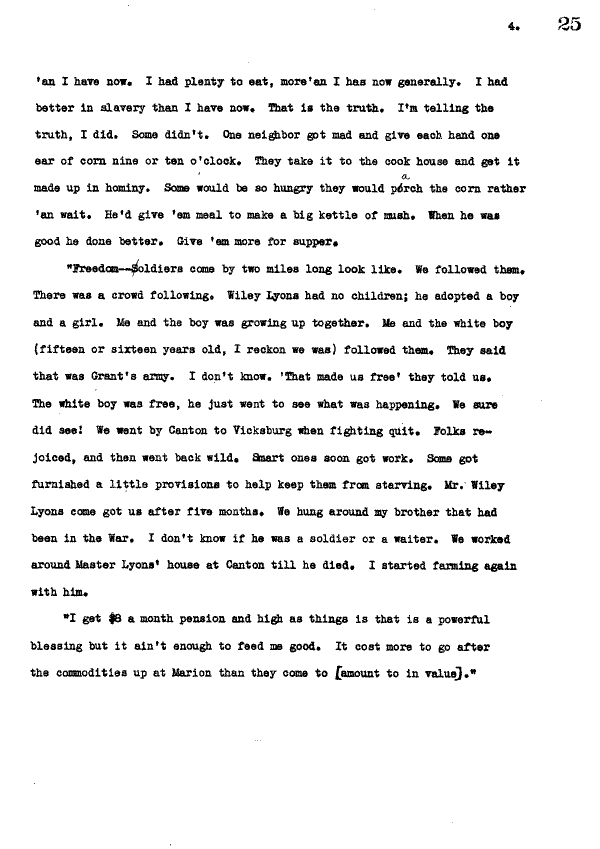 4. 25
'an I have now. I had plenty to eat, more'an I has now generally. I had
better in slavery than I have now. That is the truth. I'm telling the
truth, I did. Some didn't. One neighbor got mad and give each hand one
ear of corn nine or ten o'clock. They take it to the cook house and get it
made up in hominy. Some would be so hungry they would parch the corn rather
'an wait. He'd give 'em meal to make a big kettle of mush. When he was
good he done better. Give 'em more for supper.
"Freedom--Soldiers come by two miles long look like. We followed them.
There was a crowd following. Wiley Lyons had no children; he adopted a boy
and a girl. Me and the boy was growing up together. Me and the white boy
(fifteen or sixteen years old, I reckon we was) followed them. They said
that was Grant's army. I don't know. 'That made us free' they told us.
The white boy was free, he just went to see what was happening. We sure
did see! We went by Canton to Vicksburg when fighting quit. Folks re-
joiced, and then went back wild. Smart ones soon got work. Some got
furnished a little provisions to help keep them from starving. Mr. Wiley
Lyons come got us after five months. We hung around my brother that had
been in the War. I don't know if he was a soldier or a waiter. We worked
around Master Lyons' house at Canton till he died. I started farming again
with him.
"I get $8 a month pension and high as things is that is a powerful
blessing but it ain't enough to feed me good. It cost more to go after
the commodities up at Marion than they come to [amount to in value]."